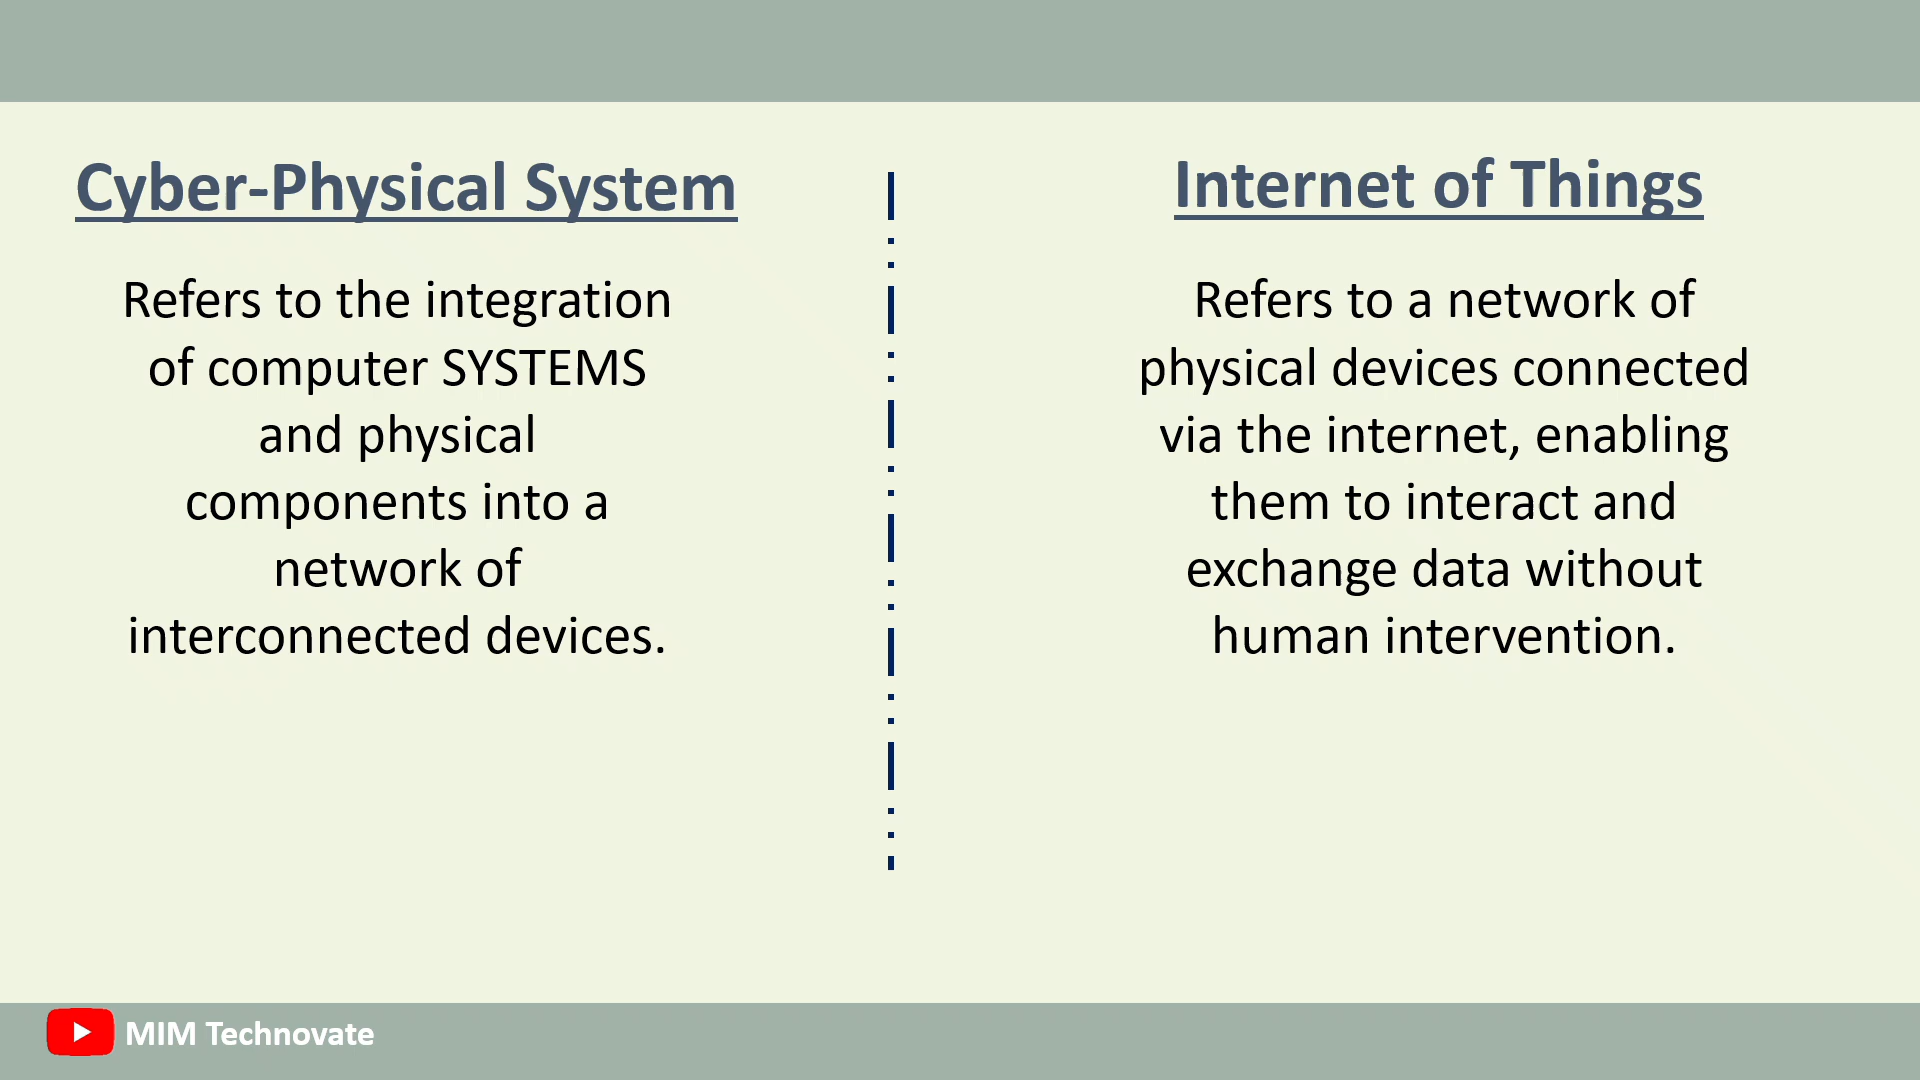 Cyber-Physical System
Refers to the integration
of computer SYSTEMS
and physical
components into a
network of
interconnected devices.
Internet of Things
Refers to a network of
physical devices connected
via the internet, enabling
them to interact and
exchange data without
human intervention.
MIM Technovate